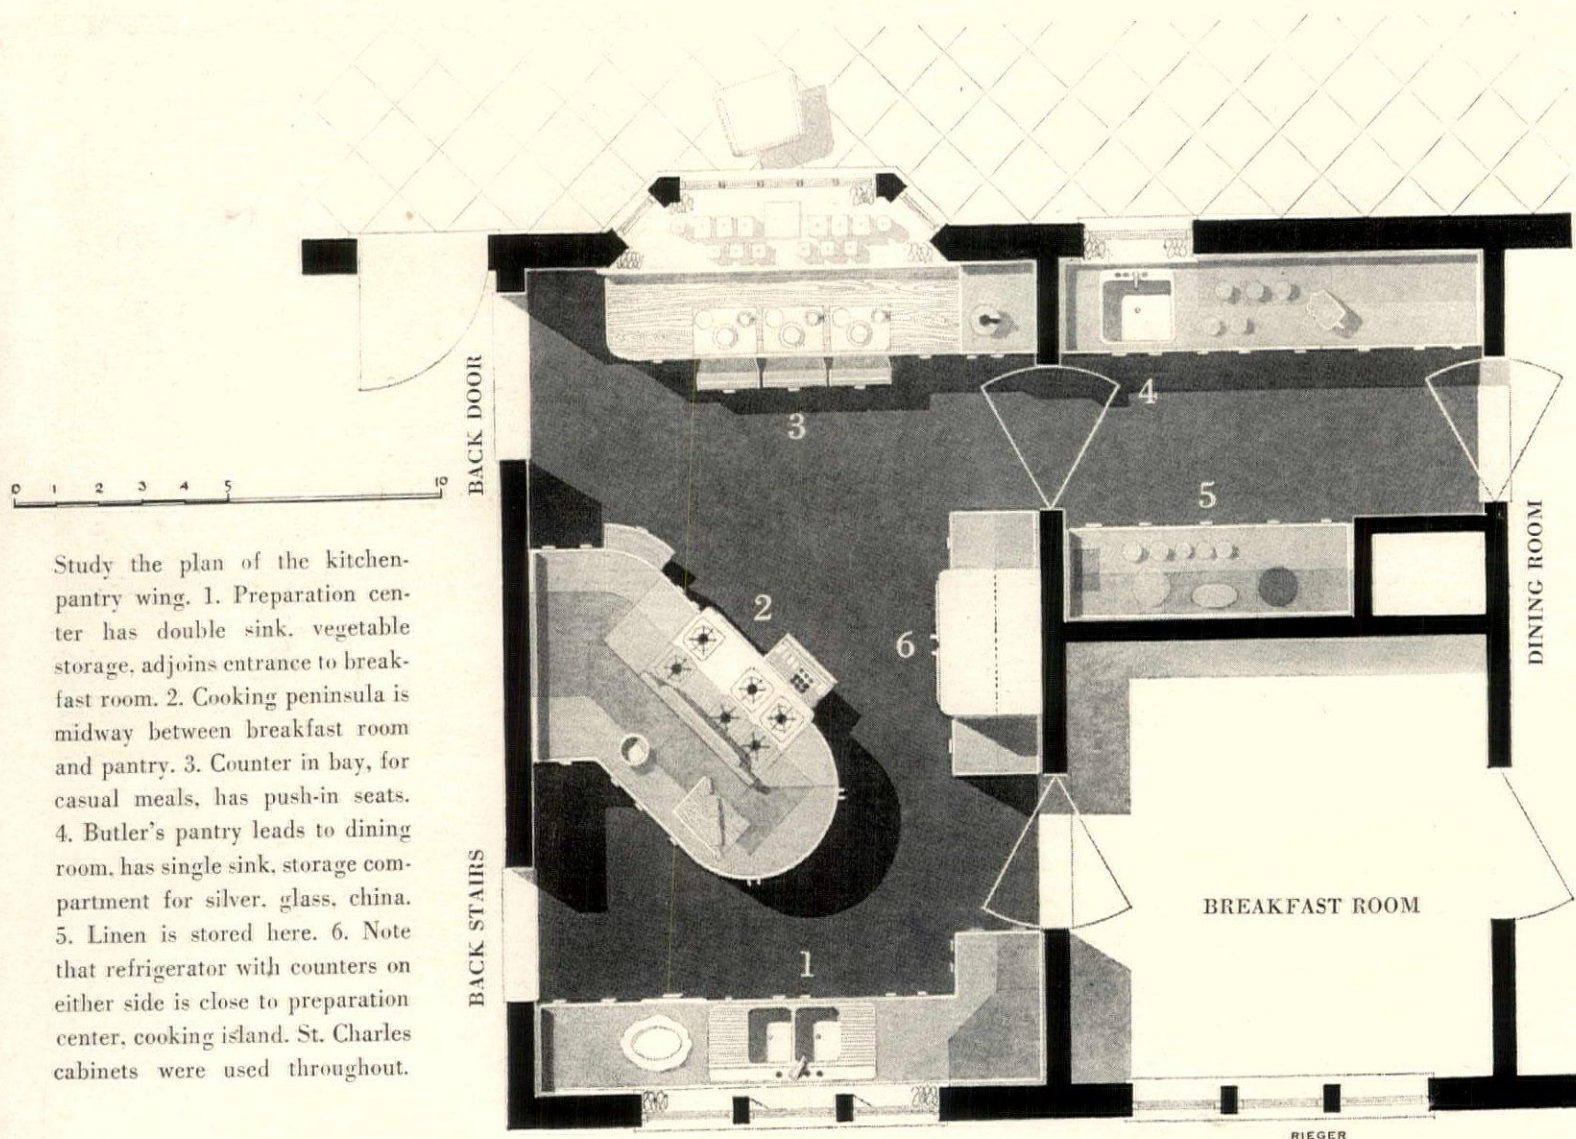 BACK DOOR
0 1 2 3 4 5 10
Study the plan of the kitchen-
pantry wing. 1. Preparation cen-
ter has double sink. vegetable
storage, adjoins entrance to break-
fast room. 2. Cooking peninsula is
midway between breakfast room
and pantry. 3. Counter in bay, for
casual meals, has push-in seats.
4. Butler's pantry leads to dining
room, has single sink, storage com-
partment for silver, glass, china.
5. Linen is stored here. 6. Note
that refrigerator with counters on
either side is close to preparation
center, cooking island. St. Charles
cabinets were used throughout.
3
4
5
2
6
1
DINING ROOM
BACK STAIRS
BREAKFAST ROOM
RIEGER